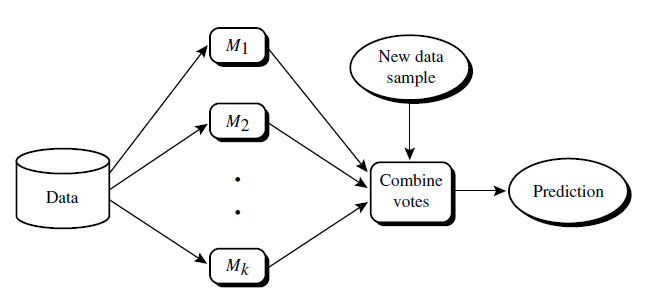 M1
New data
sample
M2
Combine
votes
Data
Prediction
Mk